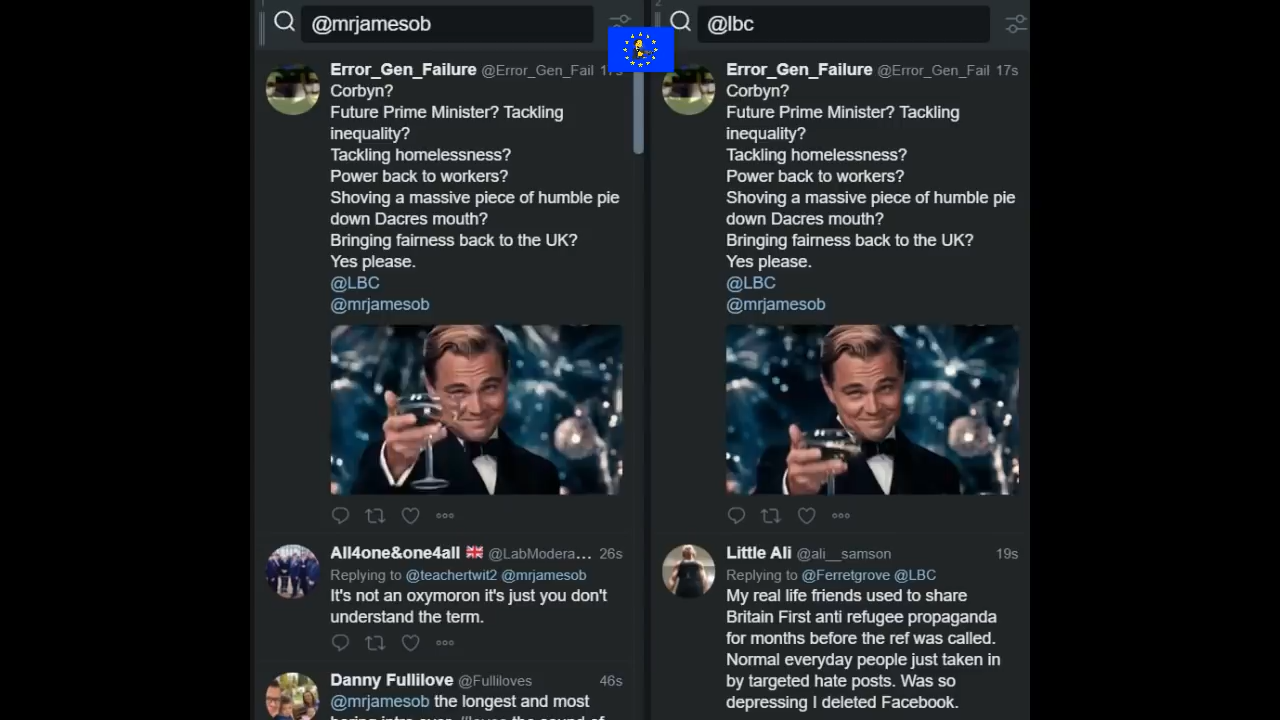 @mrjamesob
Error_Gen_Failure @Error_Gen_Fail 17s
Corbyn?
Future Prime Minister? Tackling
inequality?
Tackling homelessness?
Power back to workers?
Shoving a massive piece of humble pie
down Dacres mouth?
Bringing fairness back to the UK?
Yes please.
@LBC
@mrjamesob
All4one&one4all @LabModera... 26s
Replying to @teachertwit2 @mrjamesob
It's not an oxymoron it's just you don't
understand the term.
Danny Fullilove @Fulliloves 46s
@mrjamesob the longest and most
2
@lbc
Error_Gen_Failure @Error_Gen_Fail 17s
Corbyn?
Future Prime Minister? Tackling
inequality?
Tackling homelessness?
Power back to workers?
Shoving a massive piece of humble pie
down Dacres mouth?
Bringing fairness back to the UK?
Yes please.
@LBC
@mrjamesob
Little Ali @ali__samson 19s
Replying to @Ferretgrove @LBC
My real life friends used to share
Britain First anti refugee propaganda
for months before the ref was called.
Normal everyday people just taken in
by targeted hate posts. Was so
depressing I deleted Facebook.